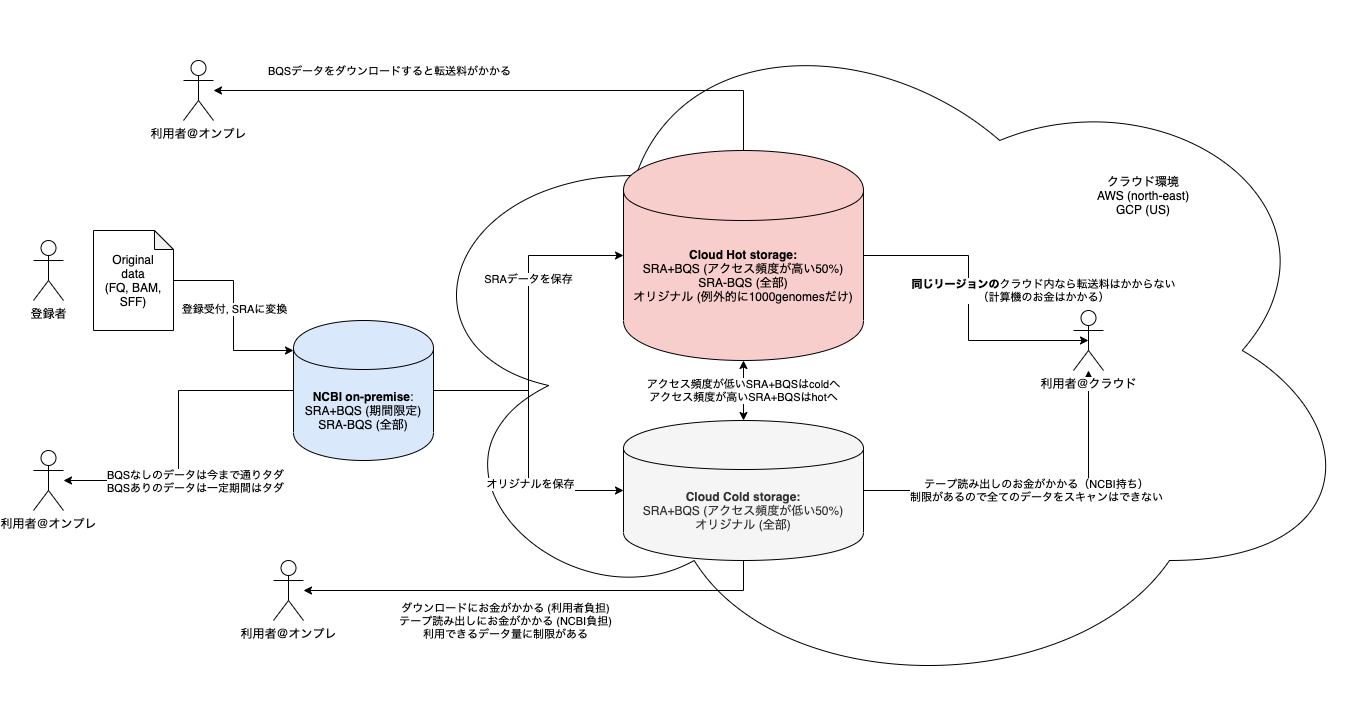 BQSデータをダウンロードすると転送料がかかる
利用者@オンプレ
クラウド環境
AWS (north-east)
GCP (US)
Original
data
(FQ, BAM,
SFF)
登録者
登録受付, SRAに変換
SRAデータを保存
Cloud Hot storage:
SRA+BQS (アクセス頻度が高い50%)
SRA-BQS (全部)
オリジナル (例外的に1000genomesだけ)
同じリージョンのクラウド内なら転送料はかからない
（計算機のお金はかかる）
利用者@クラウド
アクセス頻度が低いSRA+BQSはcoldへ
アクセス頻度が高いSRA+BQSはhotへ
NCBI on-premise:
SRA+BQS (期間限定)
SRA-BQS (全部)
BQSなしのデータは今まで通りタダ
BQSありのデータは一定期間はタダ
利用者@オンプレ
オリジナルを保存
Cloud Cold storage:
SRA+BQS (アクセス頻度が低い50%)
オリジナル (全部)
テープ読み出しのお金がかかる（NCBI持ち）
制限があるので全てのデータをスキャンはできない
利用者@オンプレ
ダウンロードにお金がかかる (利用者負担)
テープ読み出しにお金がかかる (NCBI負担)
利用できるデータ量に制限がある